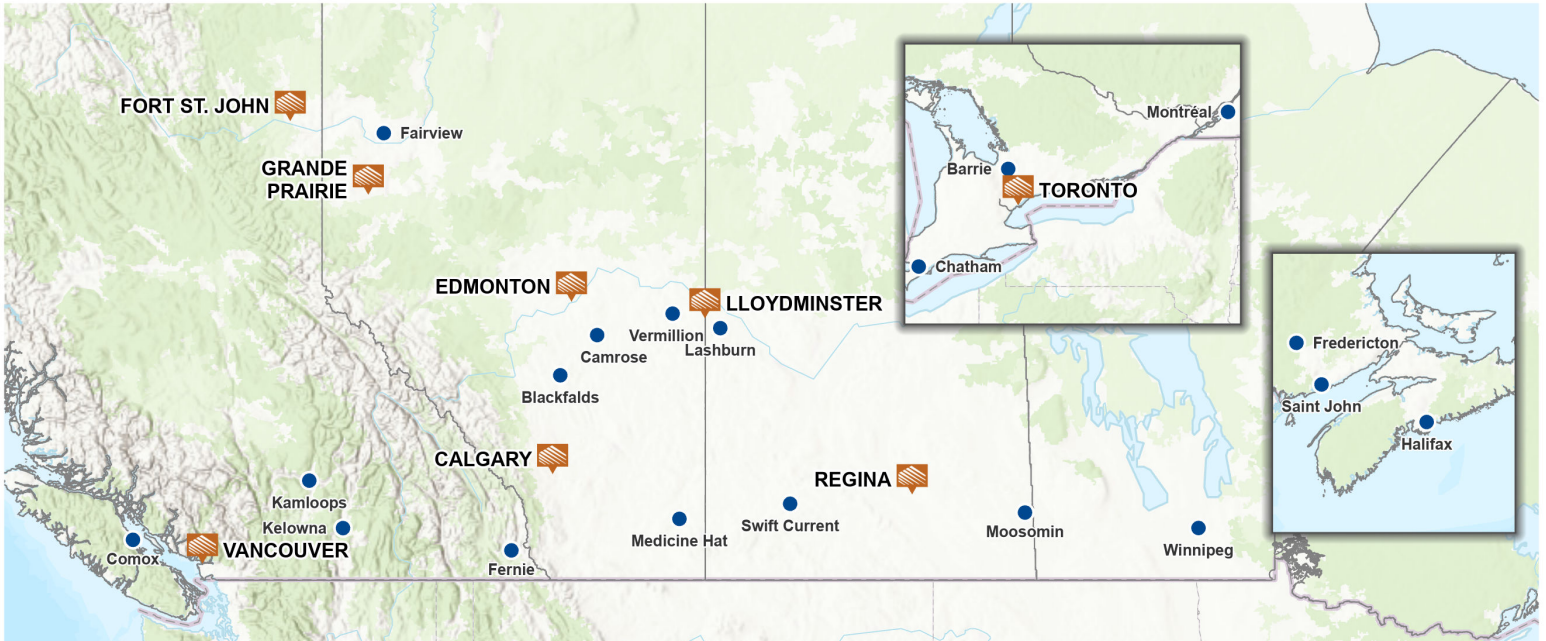 FORT ST. JOHN
Fairview
GRANDE
PRAIRIE
EDMONTON
LLOYDMINSTER
Vermillion
Lashburn
Camrose
Blackfalds
CALGARY
REGINA
Kamloops
Kelowna
VANCOUVER
Comox
Fernie
Medicine Hat
Swift Current
Moosomin
Winnipeg
Montréal
Barrie
TORONTO
Chatham
Fredericton
Saint John
Halifax